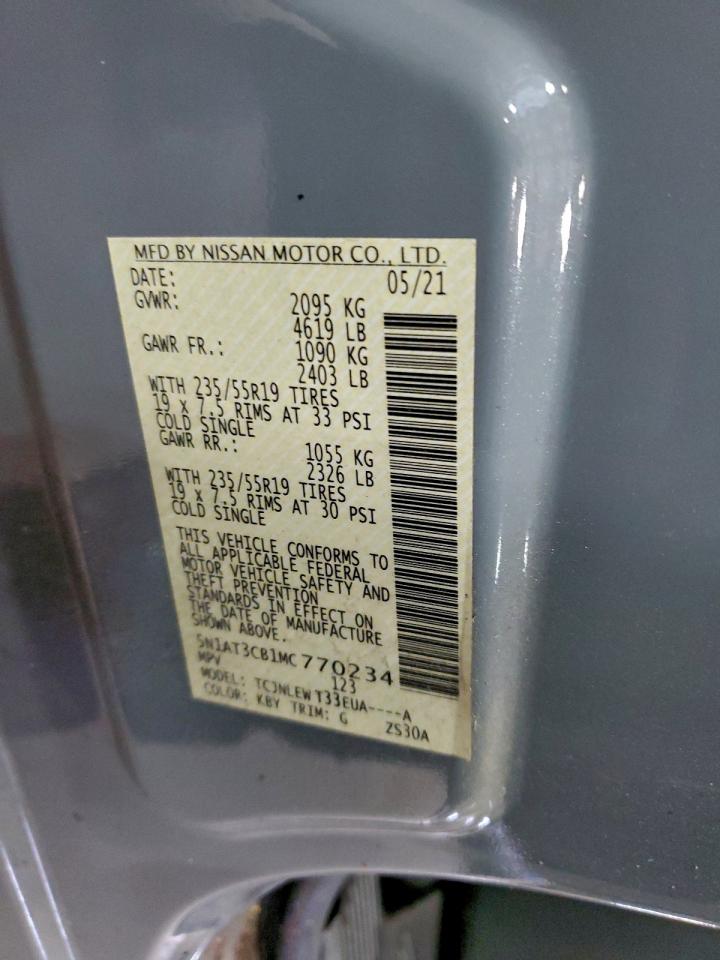 MFD BY NISSAN MOTOR CO., LTD.
DATE: 05/21
GVWR: 2095 KG
4619 LB
GAWR FR.: 1090 KG
2403 LB
WITH 235/55R19 TIRES
19 x 7.5 RIMS AT 33 PSI
COLD SINGLE
GAWR RR.: 1055 KG
2326 LB
WITH 235/55R19 TIRES
19 x 7.5 RIMS AT 30 PSI
COLD SINGLE
THIS VEHICLE CONFORMS TO
ALL APPLICABLE FEDERAL
MOTOR VEHICLE SAFETY AND
THEFT PREVENTION
STANDARDS IN EFFECT ON
THE DATE OF MANUFACTURE
SHOWN ABOVE.
5N1AT3CB1MC770234
MPV 123
MODEL: TCJNLEWT33EUA----A
COLOR: KBY TRIM: G ZS30A